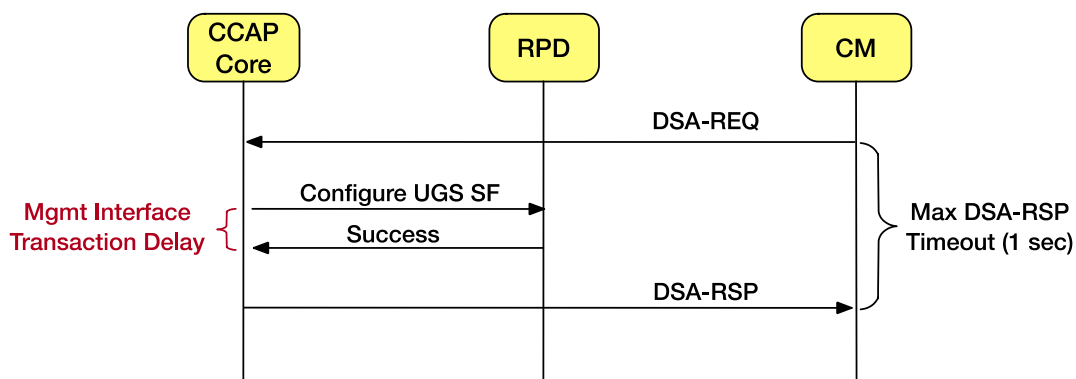 CCAP
Core
RPD
CM
DSA-REQ
Configure UGS SF
Mgmt Interface
Transaction Delay
Success
Max DSA-RSP
Timeout (1 sec)
DSA-RSP